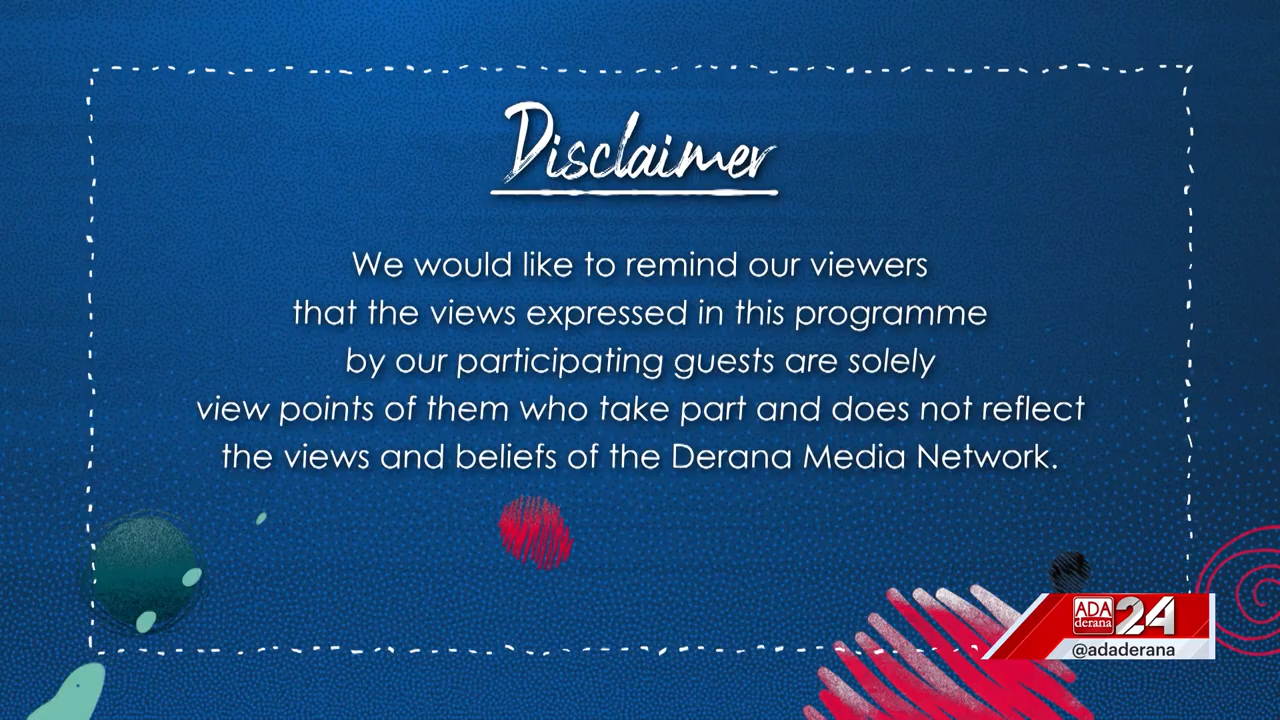 Disclaimer
We would like to remind our viewers
that the views expressed in this programme
by our participating guests are solely
view points of them who take part and does not reflect
the views and beliefs of the Derana Media Network.
ADA
derana
24
@adaderana